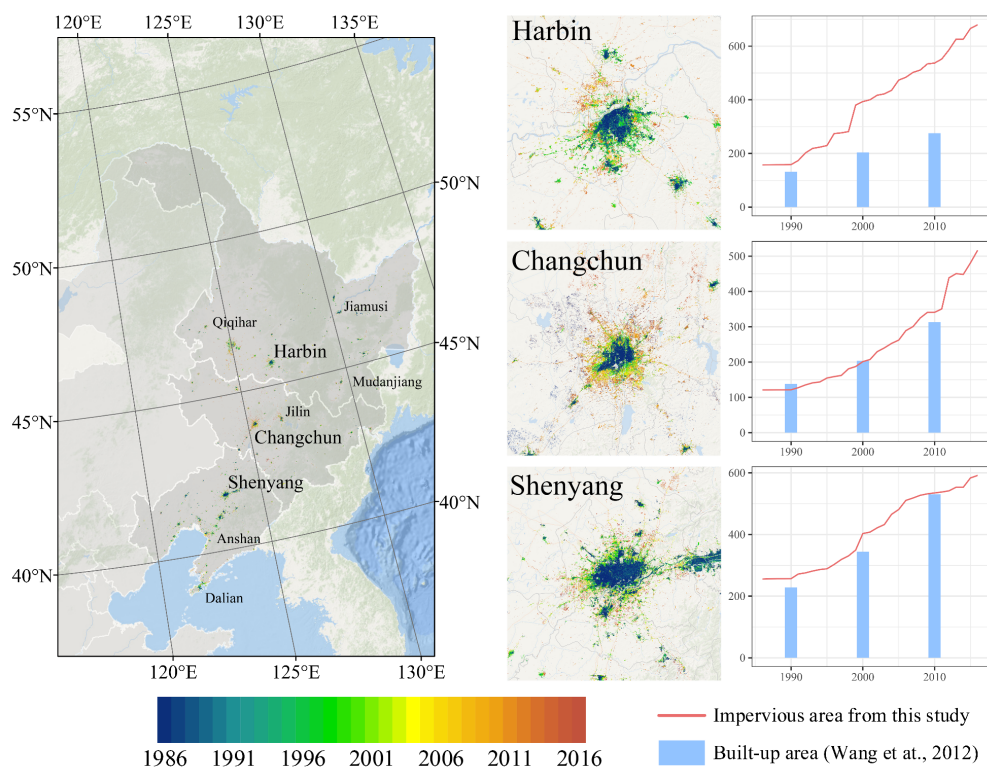 120°E 125°E 130°E 135°E
55°N
50°N
50°N
45°N
45°N
40°N
40°N
120°E 125°E 130°E
Qiqihar
Jiamusi
Harbin
Mudanjiang
Jilin
Changchun
Shenyang
Anshan
Dalian
Harbin
600
400
200
0
1990 2000 2010
Changchun
500
400
300
200
100
0
1990 2000 2010
Shenyang
600
400
200
0
1990 2000 2010
1986 1991 1996 2001 2006 2011 2016
Impervious area from this study
Built-up area (Wang et at., 2012)